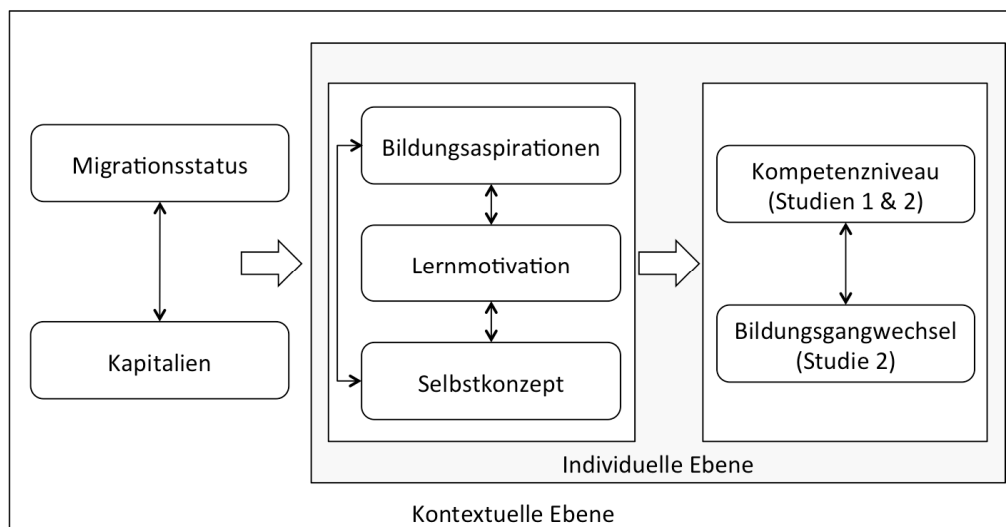 Migrationsstatus
Kapitalien
Bildungsaspirationen
Lernmotivation
Selbstkonzept
Kompetenzniveau
(Studien 1 & 2)
Bildungsgangwechsel
(Studie 2)
Individuelle Ebene
Kontextuelle Ebene